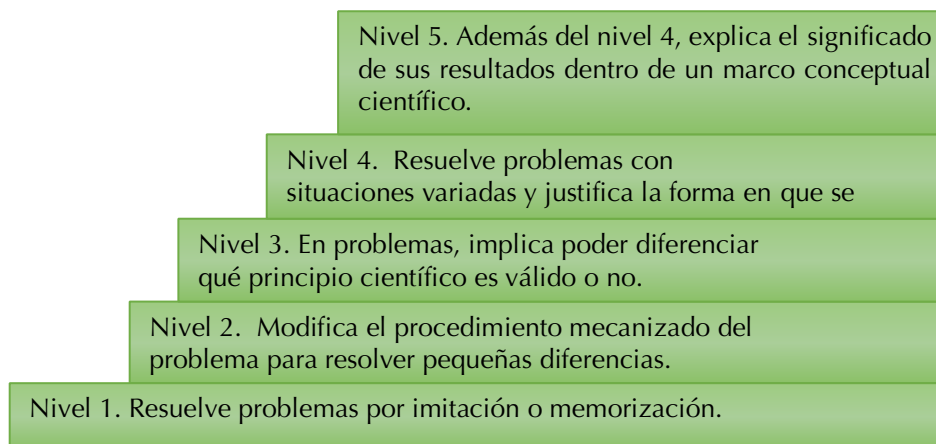 Nivel 5. Además del nivel 4, explica el significado
de sus resultados dentro de un marco conceptual
científico.
Nivel 4. Resuelve problemas con
situaciones variadas y justifica la forma en que se
Nivel 3. En problemas, implica poder diferenciar
qué principio científico es válido o no.
Nivel 2. Modifica el procedimiento mecanizado del
problema para resolver pequeñas diferencias.
Nivel 1. Resuelve problemas por imitación o memorización.